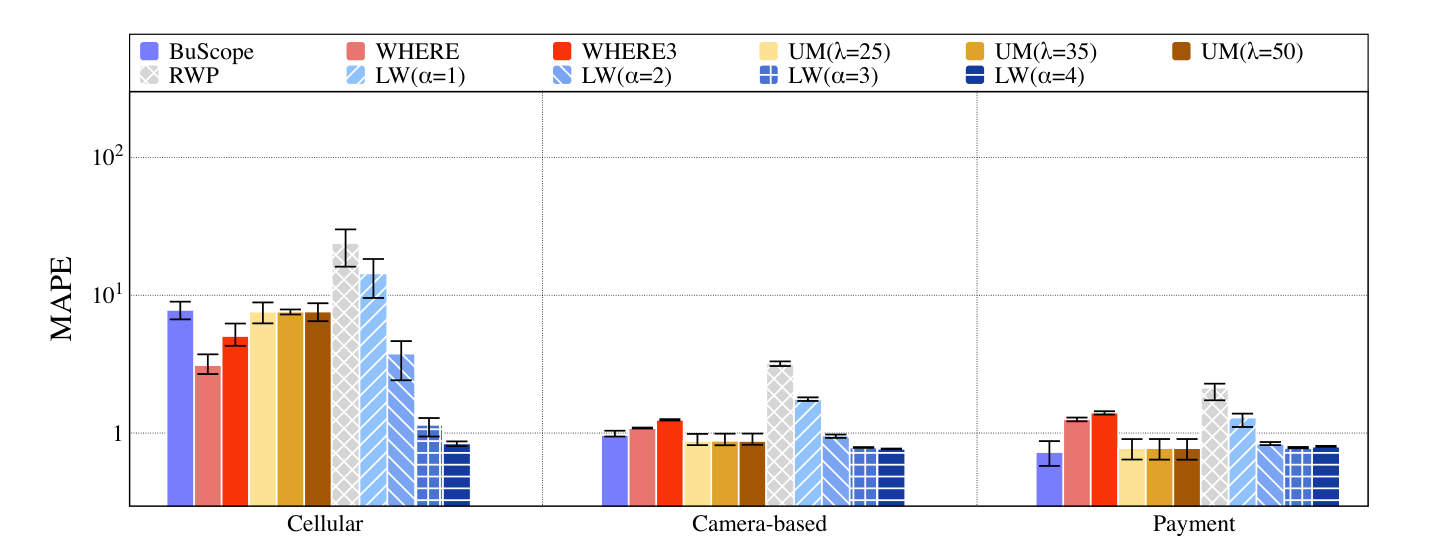 BuScope WHERE WHERE3 UM(λ=25) UM(λ=35) UM(λ=50)
RWP LW(α=1) LW(α=2) LW(α=3) LW(α=4)
10²
10¹
1
MAPE
Cellular Camera-based Payment